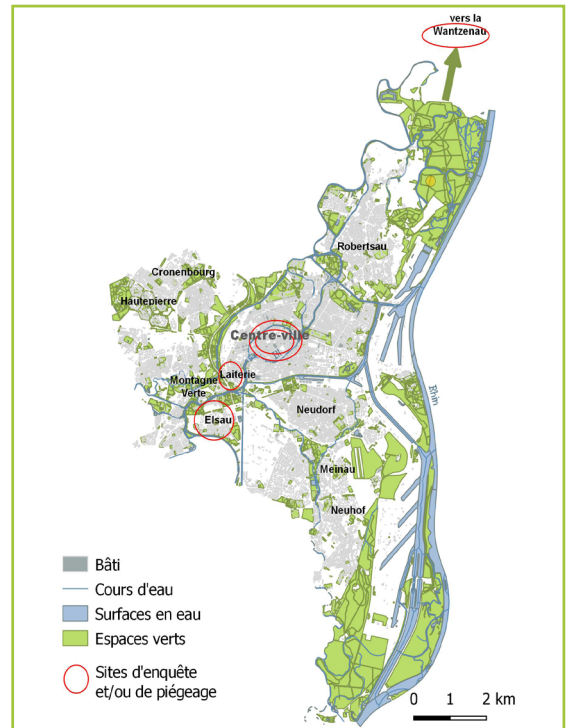 vers la
Wantzenau
Robertsau
Cronenbourg
Hautepierre
Centre-ville
Laiterie
Montagne
Verte
Elsau
Neudorf
Rhin
Meinau
Neuhof
Bâti
Cours d'eau
Surfaces en eau
Espaces verts
Sites d'enquête
et/ou de piégeage
0 1 2 km